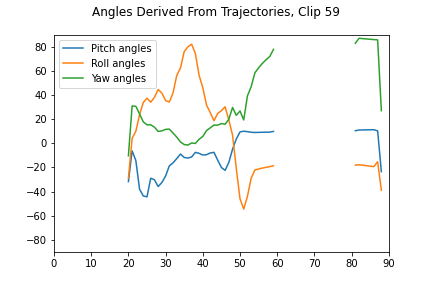 Angles Derived From Trajectories, Clip 59
Pitch angles
Roll angles
Yaw angles
80
60
40
20
0
−20
−40
−60
−80
0 10 20 30 40 50 60 70 80 90